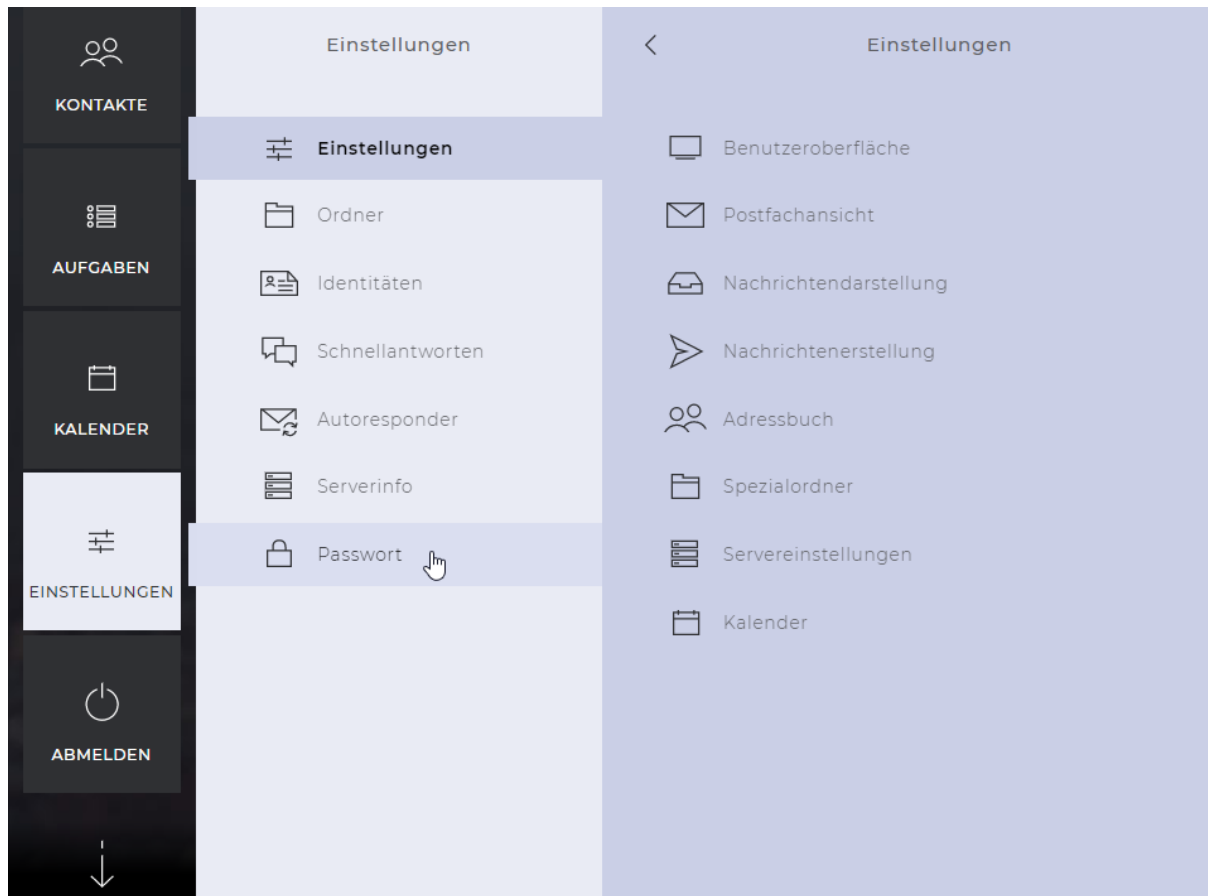 KONTAKTE
AUFGABEN
KALENDER
EINSTELLUNGEN
ABMELDEN
Einstellungen
Einstellungen
Ordner
Identitäten
Schnellantworten
Autoresponder
Serverinfo
Passwort
Einstellungen
Benutzeroberfläche
Postfachansicht
Nachrichtendarstellung
Nachrichtenerstellung
Adressbuch
Spezialordner
Servereinstellungen
Kalender